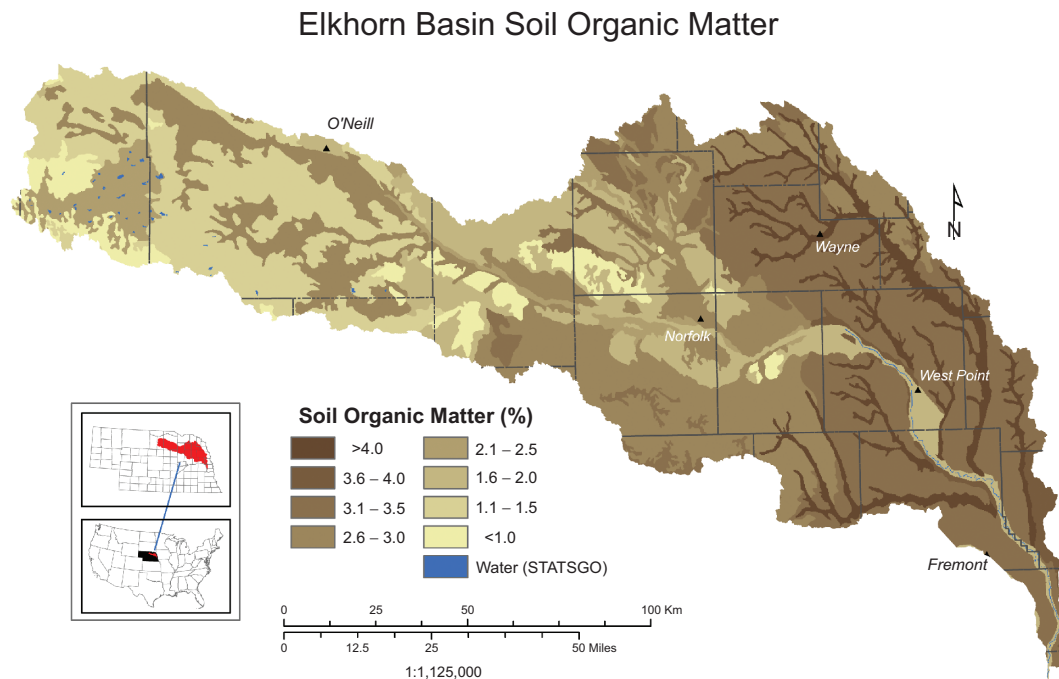 Elkhorn Basin Soil Organic Matter
O'Neill
N
Wayne
Norfolk
West Point
Fremont
Soil Organic Matter (%)
>4.0
3.6 – 4.0
3.1 – 3.5
2.6 – 3.0
2.1 – 2.5
1.6 – 2.0
1.1 – 1.5
<1.0
Water (STATSGO)
0 25 50 100 Km
0 12.5 25 50 Miles
1:1,125,000